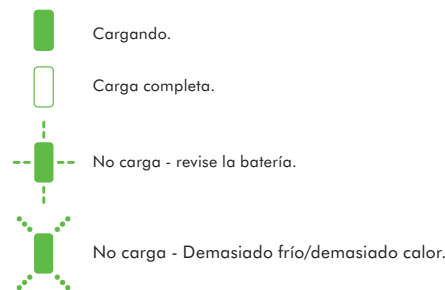 Cargando.
Carga completa.
No carga - revise la batería.
No carga - Demasiado frío/demasiado calor.